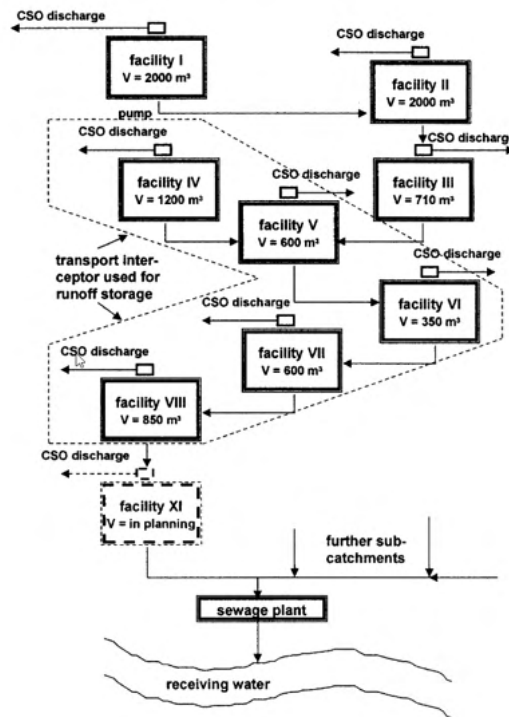 CSO discharge
facility I
V = 2000 m³
CSO discharge
facility II
V = 2000 m³
pump
CSO discharge
facility IV
V = 1200 m³
CSO discharge
facility III
V = 710 m³
CSO discharge
facility V
V = 600 m³
transport inter-
ceptor used for
runoff storage
CSO discharge
facility VI
V = 350 m³
CSO discharge
facility VII
V = 600 m³
CSO discharge
facility VIII
V = 850 m³
CSO discharge
facility XI
V = in planning
further sub-
catchments
sewage plant
receiving water